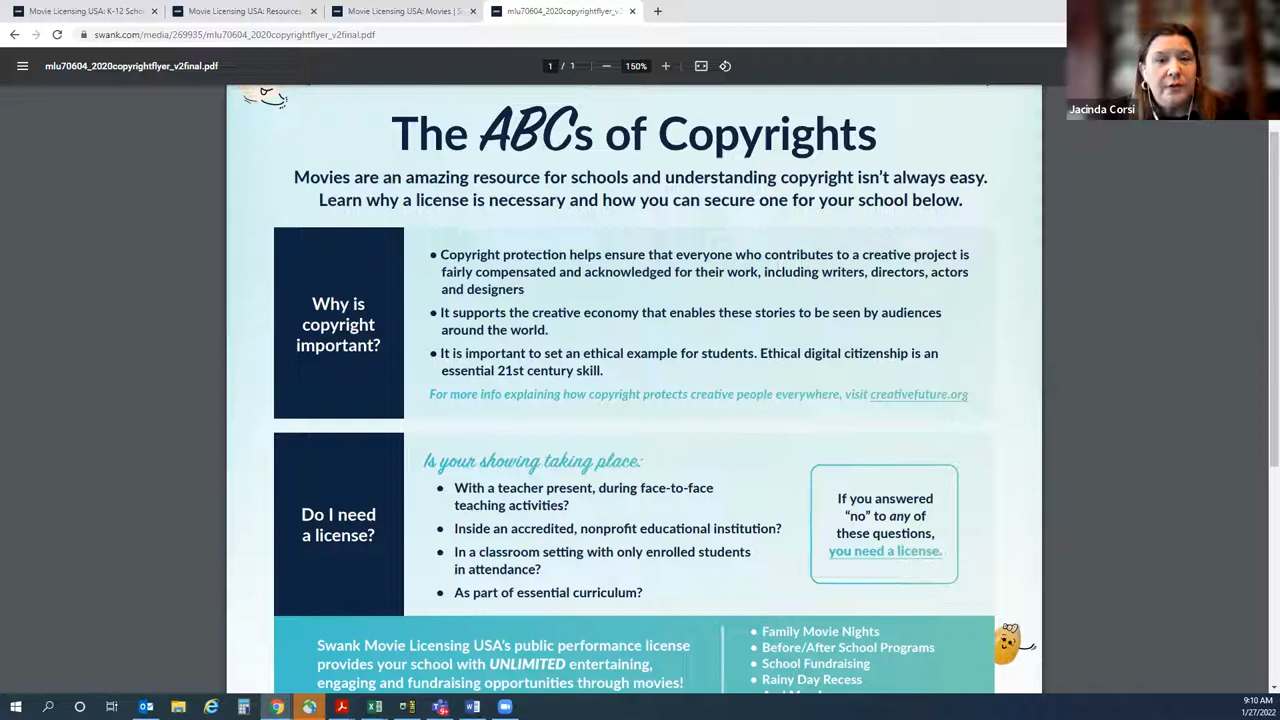 Movie Licensing USA: K-12 Scho
Movie Licensing USA: Resources
Movie Licensing USA: Movies | S
mlu70604_2020copyrightflyer_v2
swank.com/media/269935/mlu70604_2020copyrightflyer_v2final.pdf
mlu70604_2020copyrightflyer_v2final.pdf
1 / 1
150%
Jacinda Corsi
The ABCs of Copyrights
Movies are an amazing resource for schools and understanding copyright isn't always easy.
Learn why a license is necessary and how you can secure one for your school below.
Why is
copyright
important?
• Copyright protection helps ensure that everyone who contributes to a creative project is
fairly compensated and acknowledged for their work, including writers, directors, actors
and designers
• It supports the creative economy that enables these stories to be seen by audiences
around the world.
• It is important to set an ethical example for students. Ethical digital citizenship is an
essential 21st century skill.
For more info explaining how copyright protects creative people everywhere, visit creativefuture.org
Do I need
a license?
Is your showing taking place:
• With a teacher present, during face-to-face
teaching activities?
• Inside an accredited, nonprofit educational institution?
• In a classroom setting with only enrolled students
in attendance?
• As part of essential curriculum?
If you answered
"no" to any of
these questions,
you need a license.
Swank Movie Licensing USA's public performance license
provides your school with UNLIMITED entertaining,
engaging and fundraising opportunities through movies!
• Family Movie Nights
• Before/After School Programs
• School Fundraising
• Rainy Day Recess
9:10 AM
1/27/2022